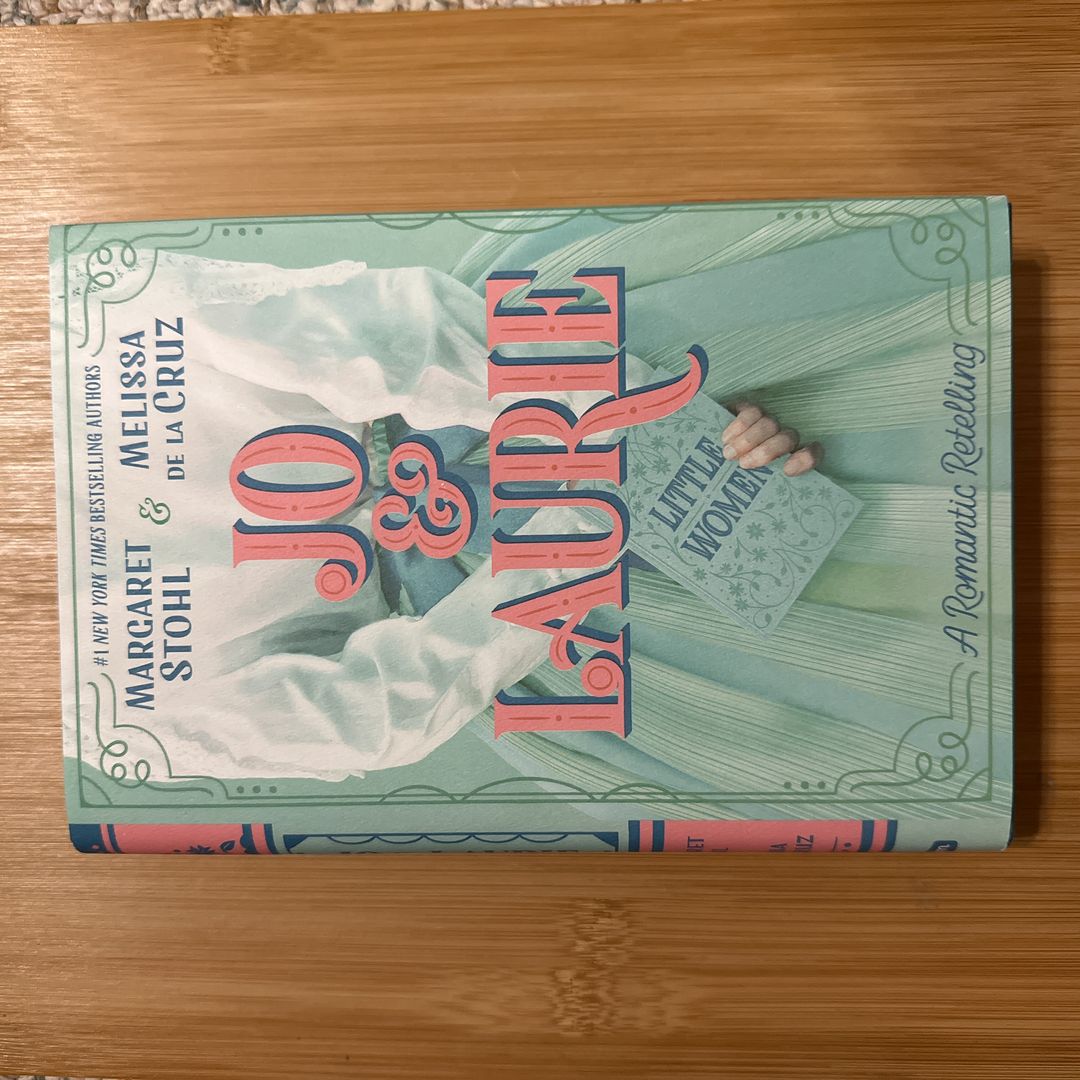 #1 NEW YORK TIMES BESTSELLING AUTHORS
MARGARET
STOHL
&
MELISSA
DE LA CRUZ
JO
&
LAURIE
LITTLE
WOMEN
A Romantic Retelling